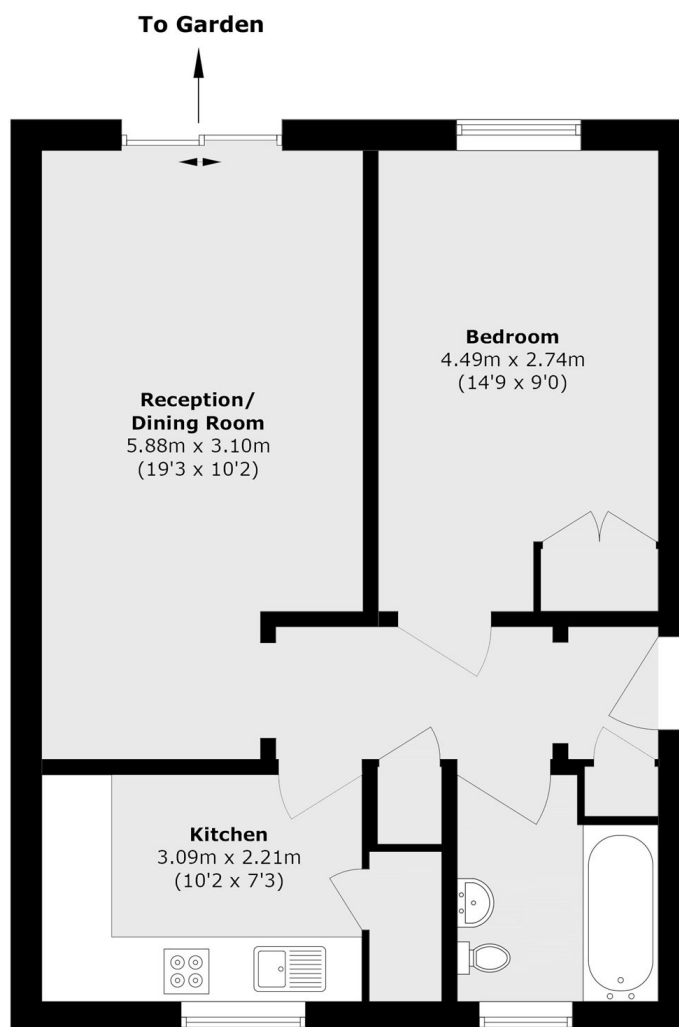 To Garden
Bedroom
4.49m x 2.74m
(14'9 x 9'0)
Reception/
Dining Room
5.88m x 3.10m
(19'3 x 10'2)
Kitchen
3.09m x 2.21m
(10'2 x 7'3)